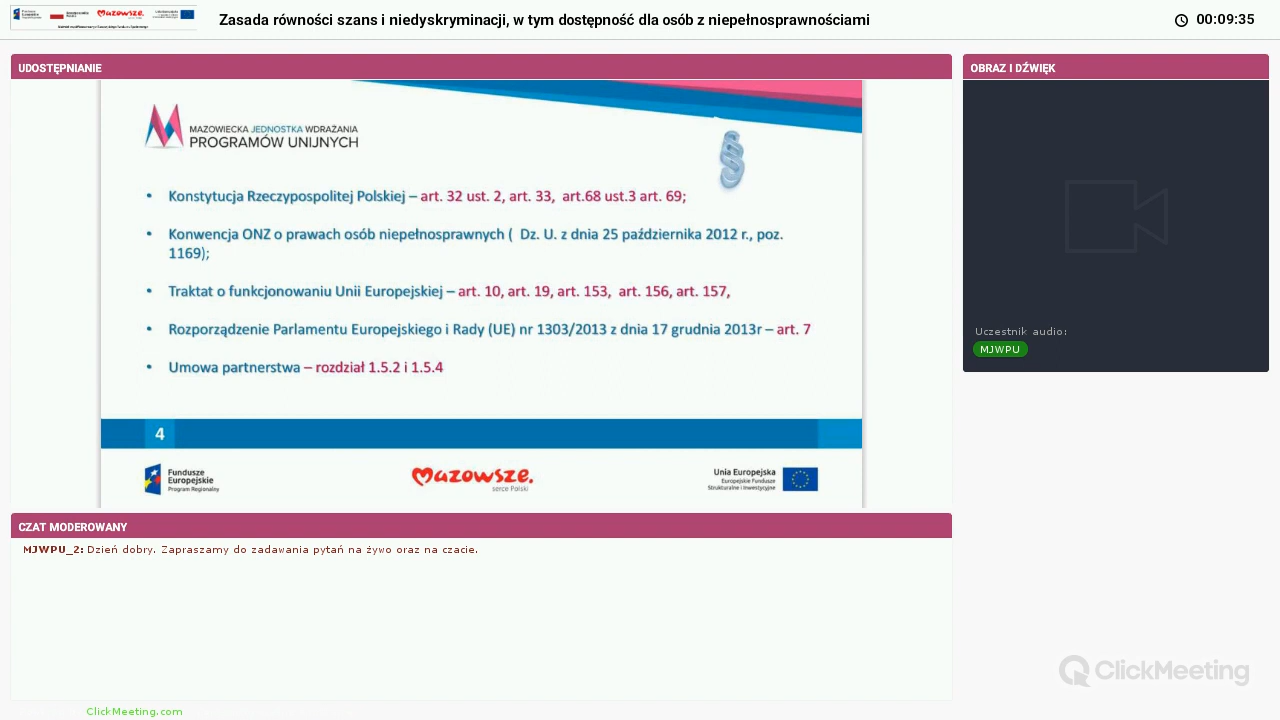 Zasada równości szans i niedyskryminacji, w tym dostępność dla osób z niepełnosprawnościami
00:09:35
UDOSTĘPNIANIE
OBRAZ I DŹWIĘK
MAZOWIECKA JEDNOSTKA WDRAŻANIA
PROGRAMÓW UNIJNYCH
• Konstytucja Rzeczypospolitej Polskiej – art. 32 ust. 2, art. 33, art.68 ust.3 art. 69;
• Konwencja ONZ o prawach osób niepełnosprawnych ( Dz. U. z dnia 25 października 2012 r., poz.
1169);
• Traktat o funkcjonowaniu Unii Europejskiej – art. 10, art. 19, art. 153, art. 156, art. 157,
• Rozporządzenie Parlamentu Europejskiego i Rady (UE) nr 1303/2013 z dnia 17 grudnia 2013r – art. 7
• Umowa partnerstwa – rozdział 1.5.2 i 1.5.4
Uczestnik audio:
MJWPU
4
Fundusze
Europejskie
Program Regionalny
mazowsze.
serce Polski
Unia Europejska
Europejskie Fundusze
Strukturalne i Inwestycyjne
CZAT MODEROWANY
MJWPU_2: Dzień dobry. Zapraszamy do zadawania pytań na żywo oraz na czacie.
ClickMeeting
ClickMeeting.com